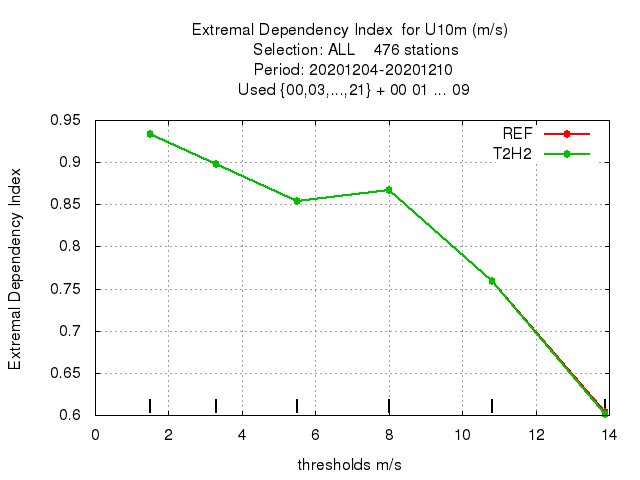 Extremal Dependency Index  for U10m (m/s)
Selection: ALL    476 stations
Period: 20201204-20201210
Used {00,03,...,21} + 00 01 ... 09
REF
T2H2
Extremal Dependency Index
0.95
0.9
0.85
0.8
0.75
0.7
0.65
0.6
0 2 4 6 8 10 12 14
thresholds m/s